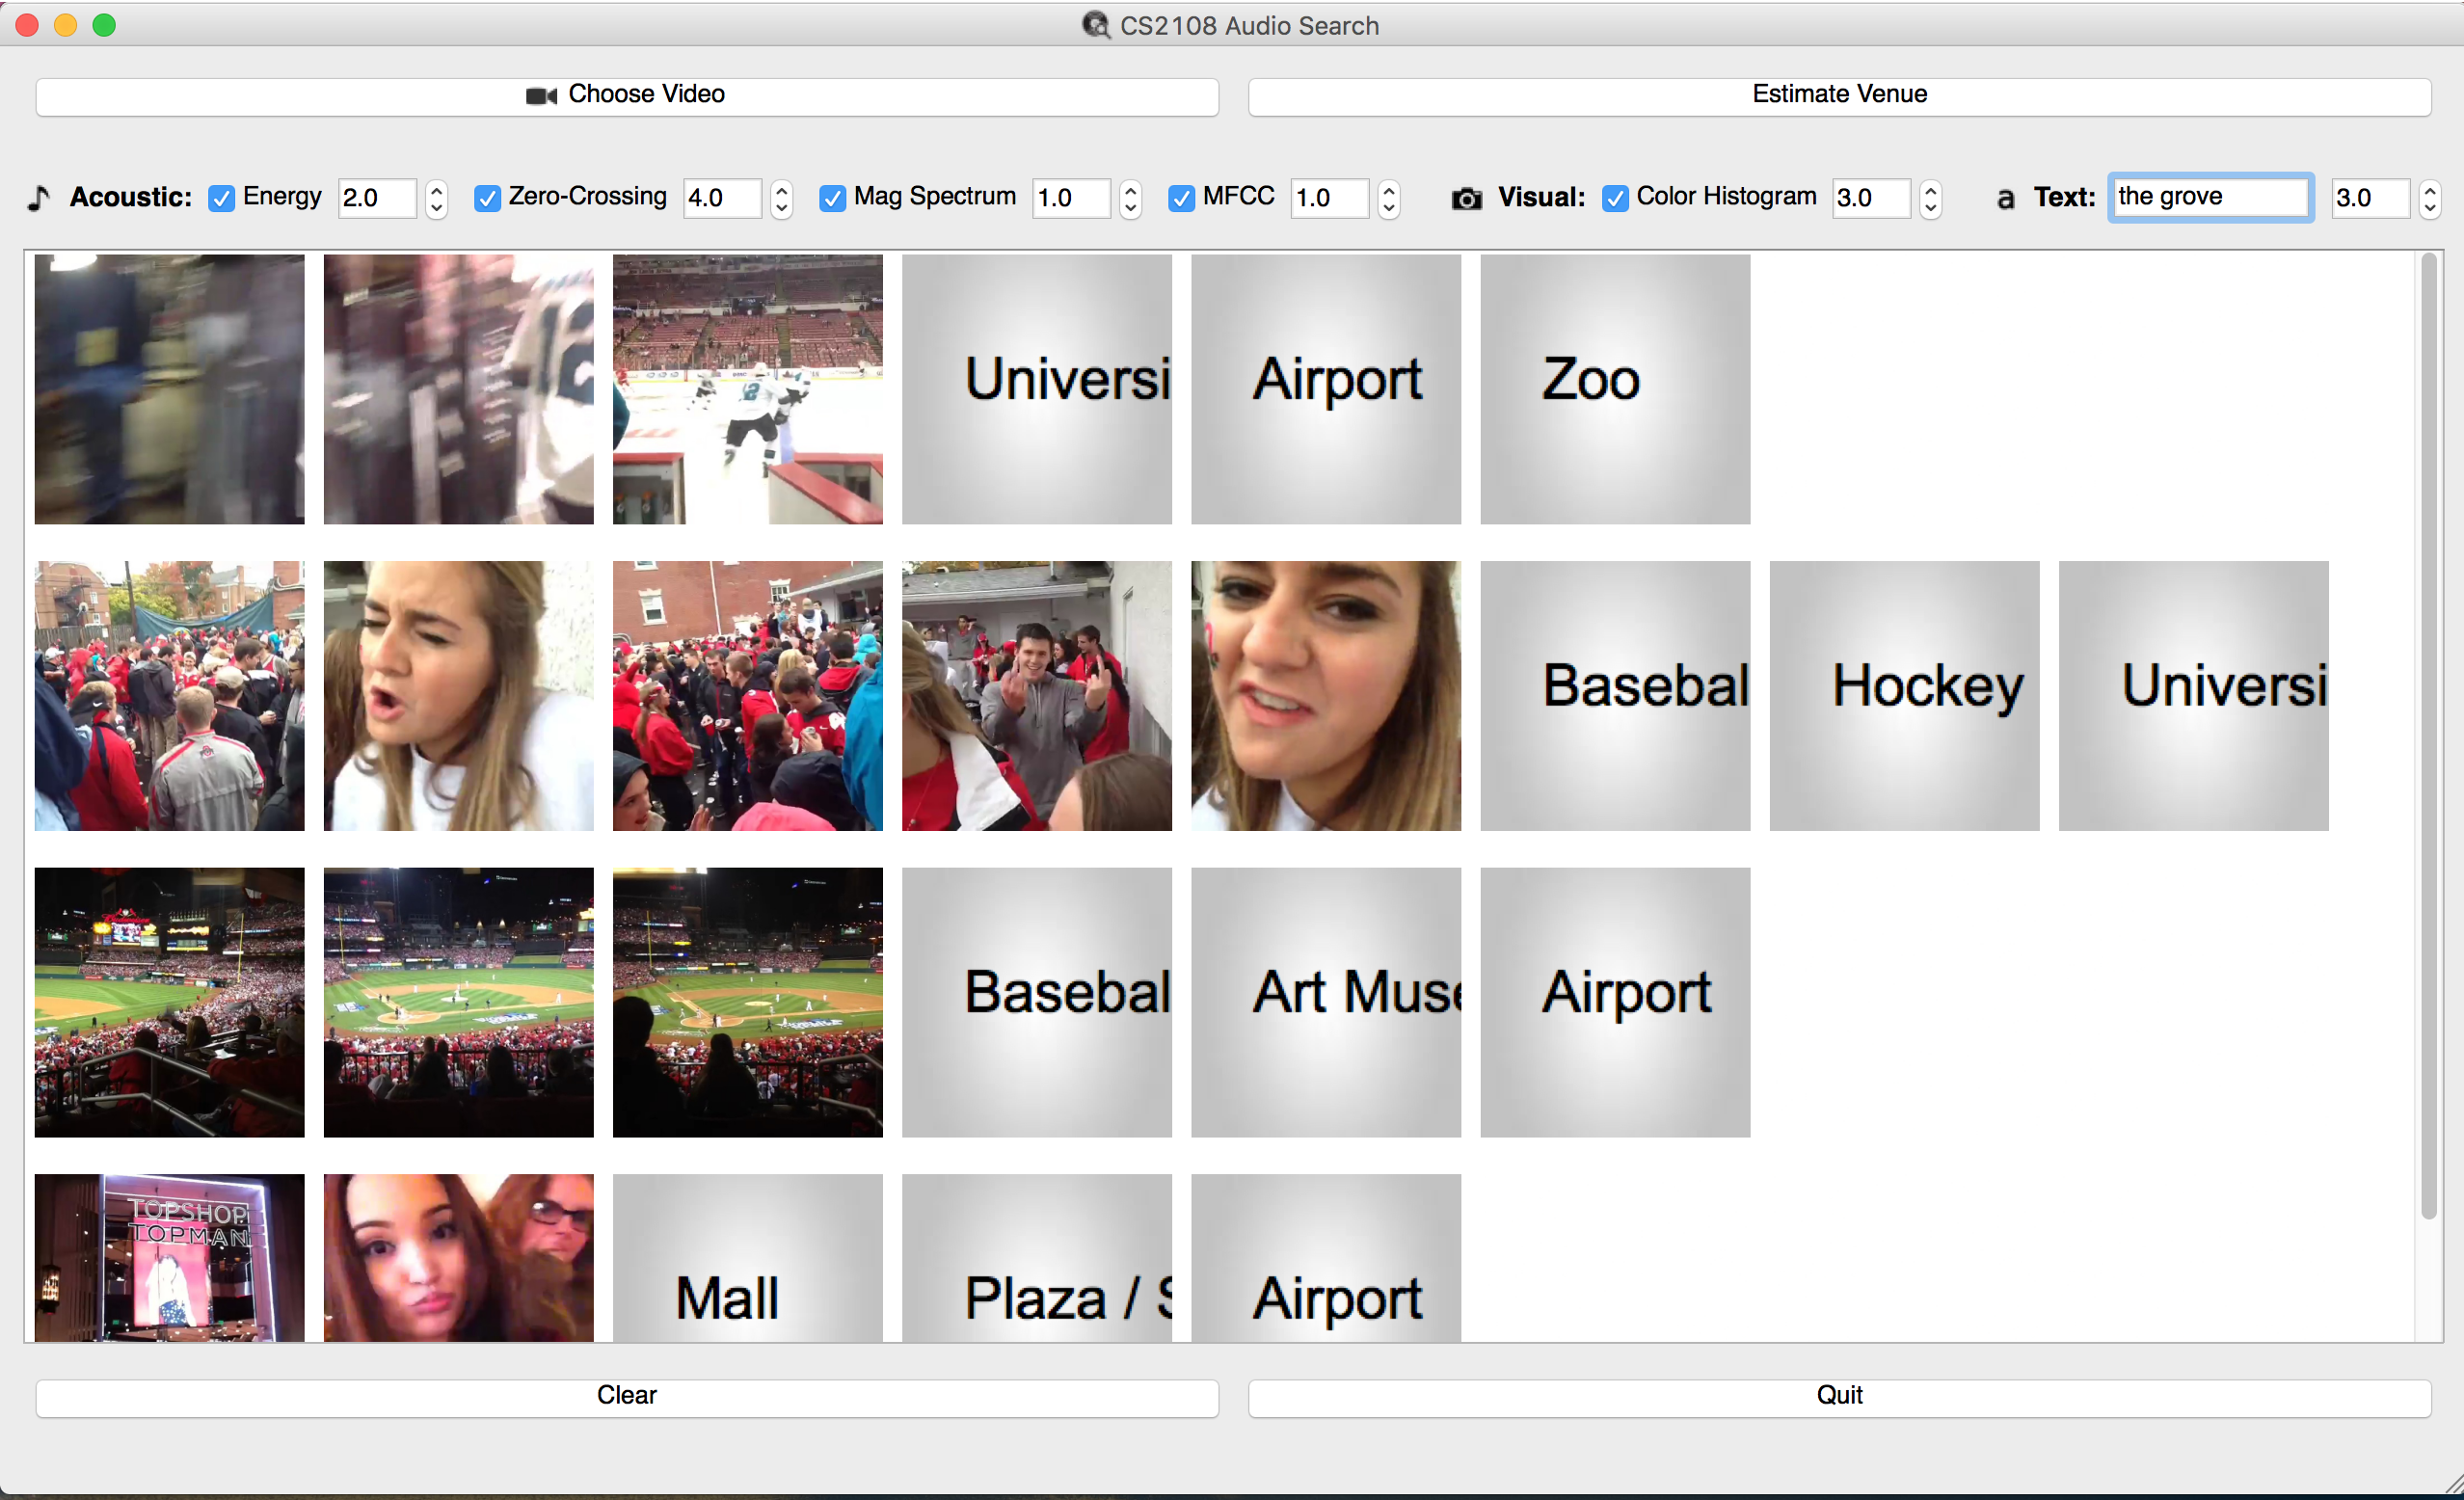 CS2108 Audio Search
Choose Video
Estimate Venue
Acoustic: Energy 2.0 Zero-Crossing 4.0 Mag Spectrum 1.0 MFCC 1.0 Visual: Color Histogram 3.0 a Text: the grove 3.0
12
Universi
Airport
Zoo
Basebal
Hockey
Universi
Budweiser
Basebal
Art Muse
Airport
TOPSHOP
TOPMAN
Mall
Plaza / S
Airport
Clear
Quit